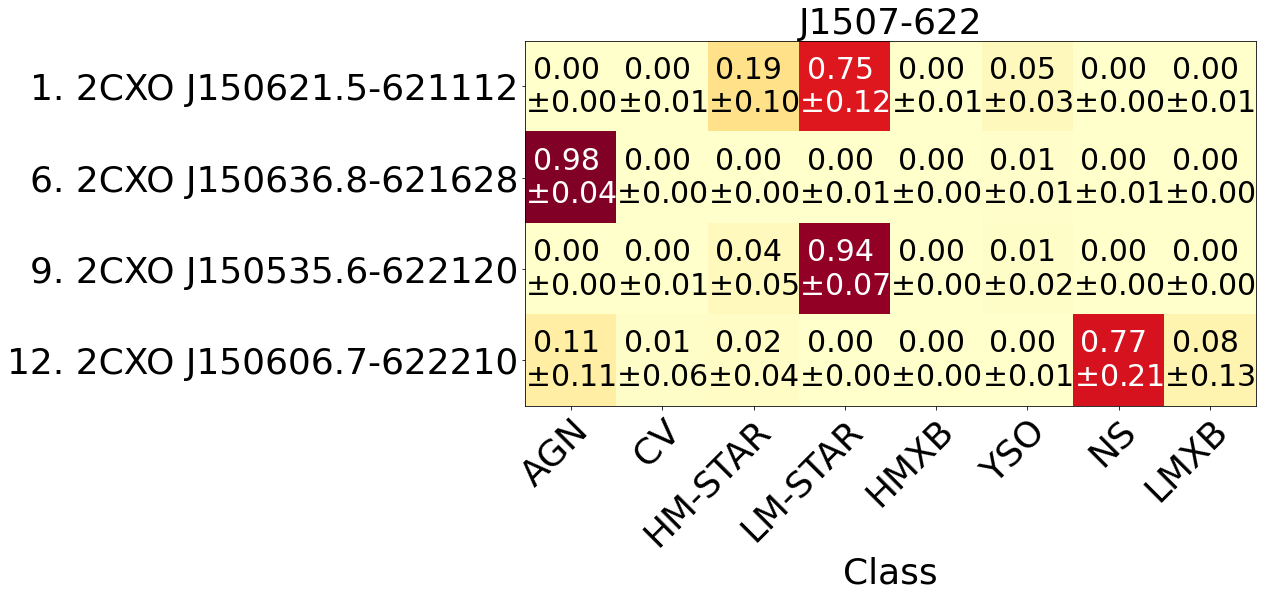 J1507-622
1. 2CXO J150621.5-621112
0.00 0.00 0.19 0.75 0.00 0.05 0.00 0.00
±0.00 ±0.01 ±0.10 ±0.12 ±0.01 ±0.03 ±0.00 ±0.01
6. 2CXO J150636.8-621628
0.98 0.00 0.00 0.00 0.00 0.01 0.00 0.00
±0.04 ±0.00 ±0.00 ±0.01 ±0.00 ±0.01 ±0.01 ±0.00
9. 2CXO J150535.6-622120
0.00 0.00 0.04 0.94 0.00 0.01 0.00 0.00
±0.00 ±0.01 ±0.05 ±0.07 ±0.00 ±0.02 ±0.00 ±0.00
12. 2CXO J150606.7-622210
0.11 0.01 0.02 0.00 0.00 0.00 0.77 0.08
±0.11 ±0.06 ±0.04 ±0.00 ±0.00 ±0.01 ±0.21 ±0.13
AGN CV HM-STAR LM-STAR HMXB YSO NS LMXB
Class